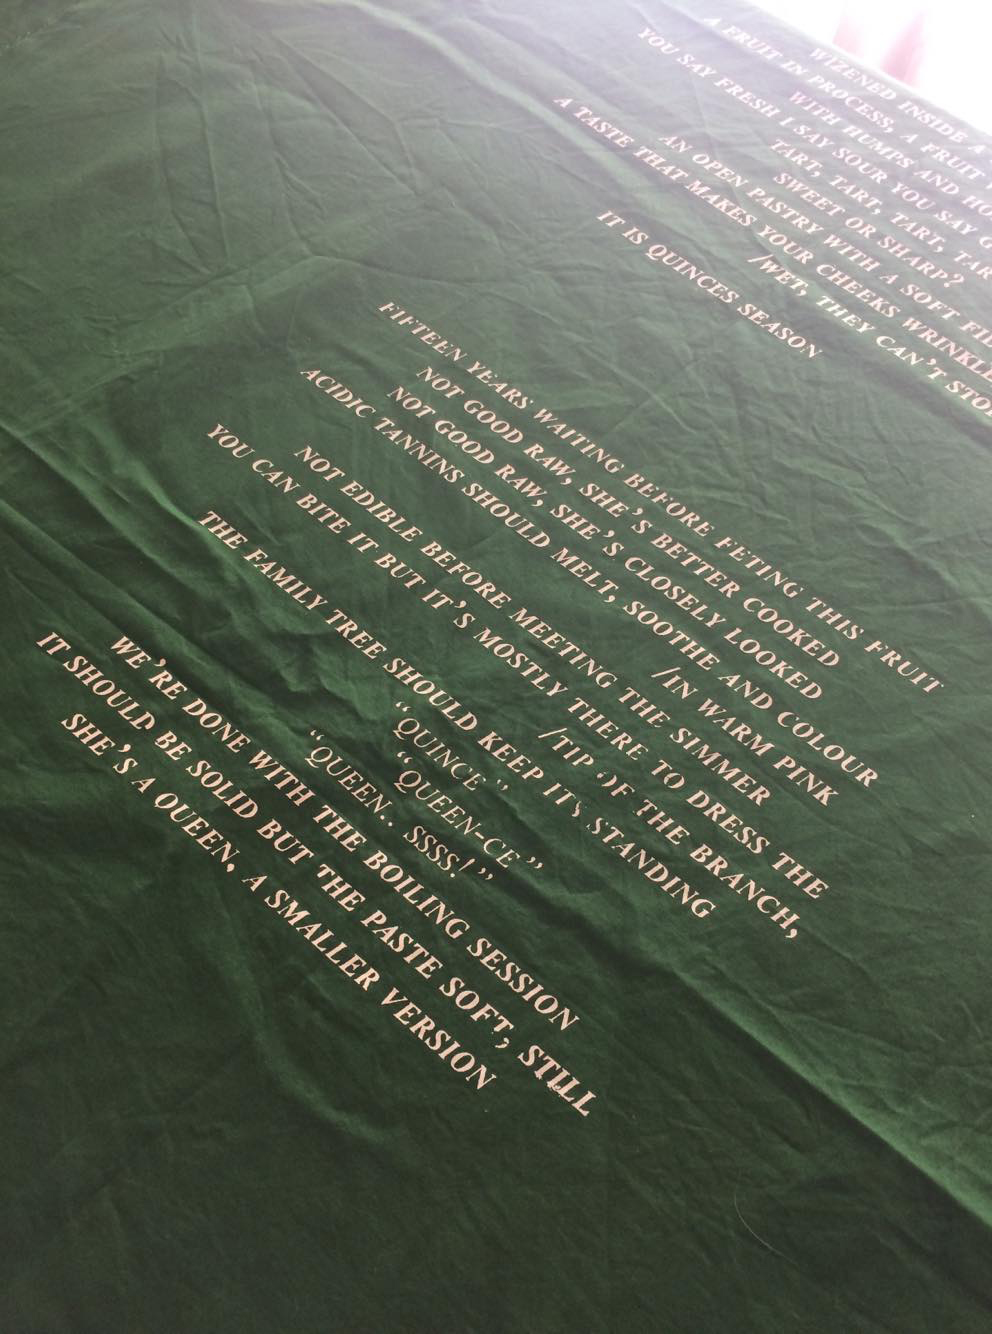 WIZENED INSIDE A
A FRUIT IN PROCESS, A FRUIT
WITH HUMPS AND
YOU SAY FRESH I SAY SOUR YOU SAY
TART, TART, TART,
SWEET OR SHARP?
AN OPEN PASTRY WITH A SOFT
A TASTE THAT MAKES YOUR CHEEKS
/WET, THEY CAN'T
IT IS QUINCES SEASON
FIFTEEN YEARS WAITING BEFORE FETING THIS FRUIT
NOT GOOD RAW, SHE'S BETTER COOKED
NOT GOOD RAW, SHE'S CLOSELY LOOKED
ACIDIC TANNINS SHOULD MELT, SOOTHE AND COLOUR
/IN WARM PINK
NOT EDIBLE BEFORE MEETING THE SIMMER
YOU CAN BITE IT BUT IT'S MOSTLY THERE TO DRESS THE
/TIP OF THE BRANCH,
THE FAMILY TREE SHOULD KEEP ITS STANDING
"QUINCE",
"QUEEN-CE"
"QUEEN.. SSSS!"
WE'RE DONE WITH THE BOILING SESSION
IT SHOULD BE SOLID BUT THE PASTE SOFT, STILL
SHE'S A QUEEN, A SMALLER VERSION